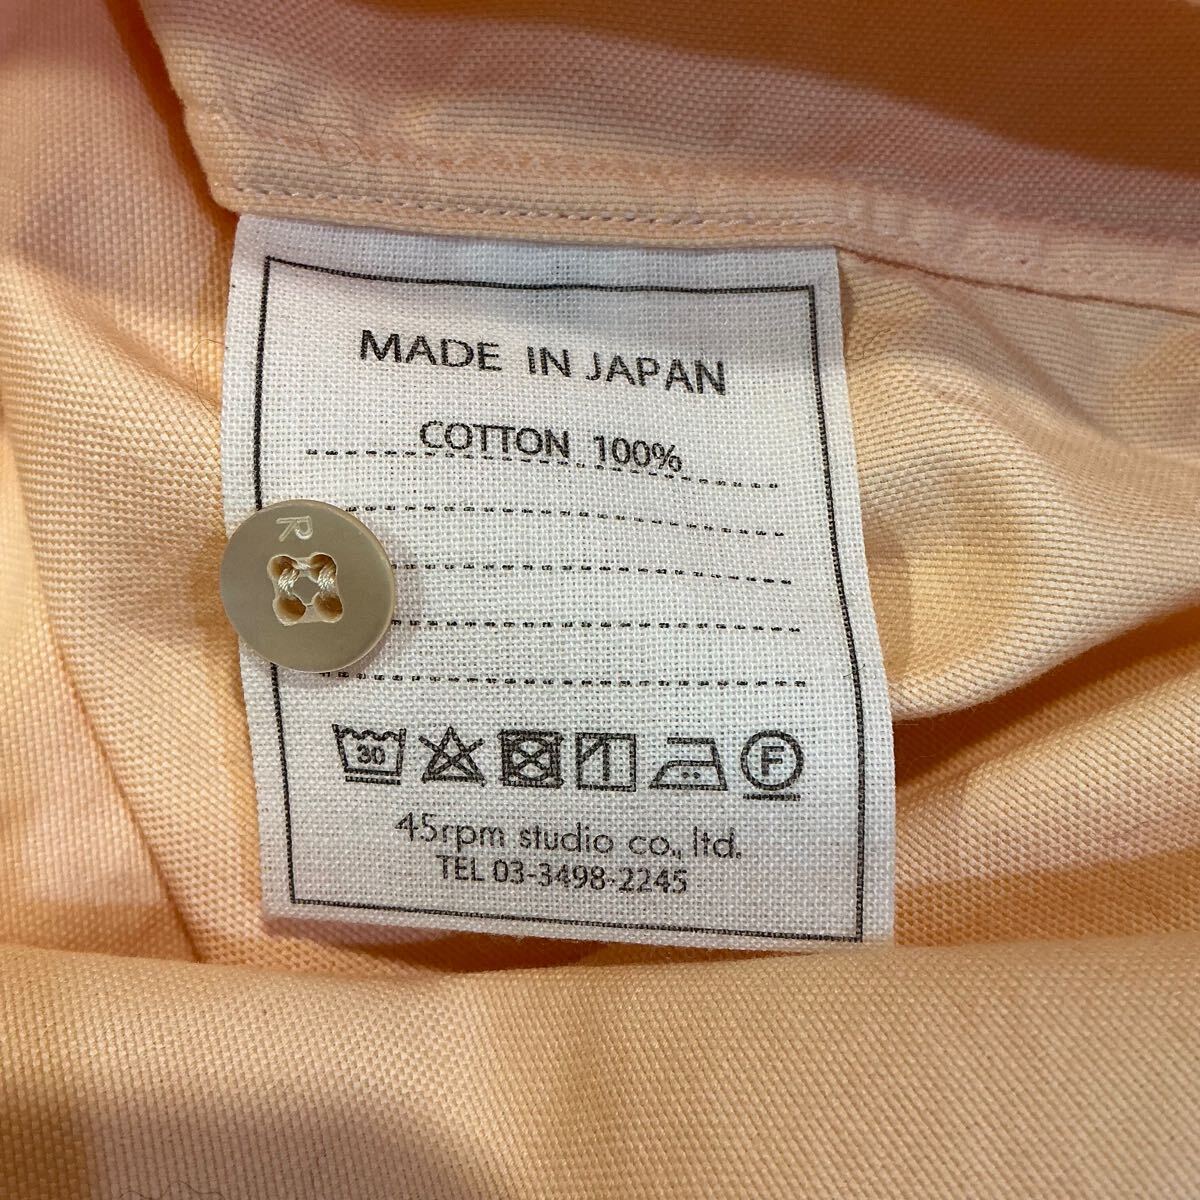 MADE IN JAPAN
COTTON 100%
R
30
F
45rpm studio co., ltd.
TEL 03-3498-2245